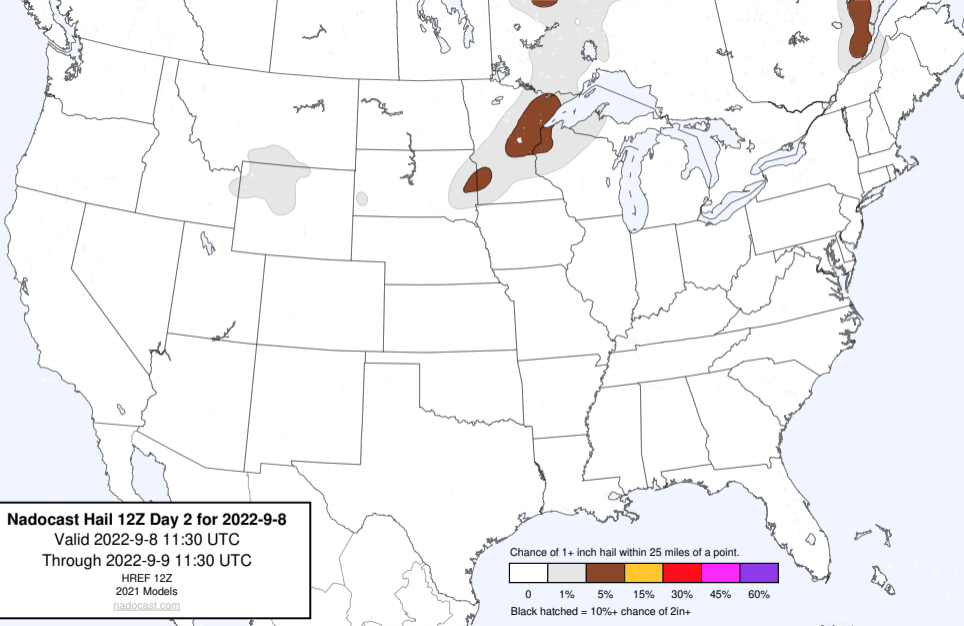 Nadocast Hail 12Z Day 2 for 2022-9-8
Valid 2022-9-8 11:30 UTC
Through 2022-9-9 11:30 UTC
HREF 12Z
2021 Models
nadocast.com
Chance of 1+ inch hail within 25 miles of a point.
0 1% 5% 15% 30% 45% 60%
Black hatched = 10%+ chance of 2in+